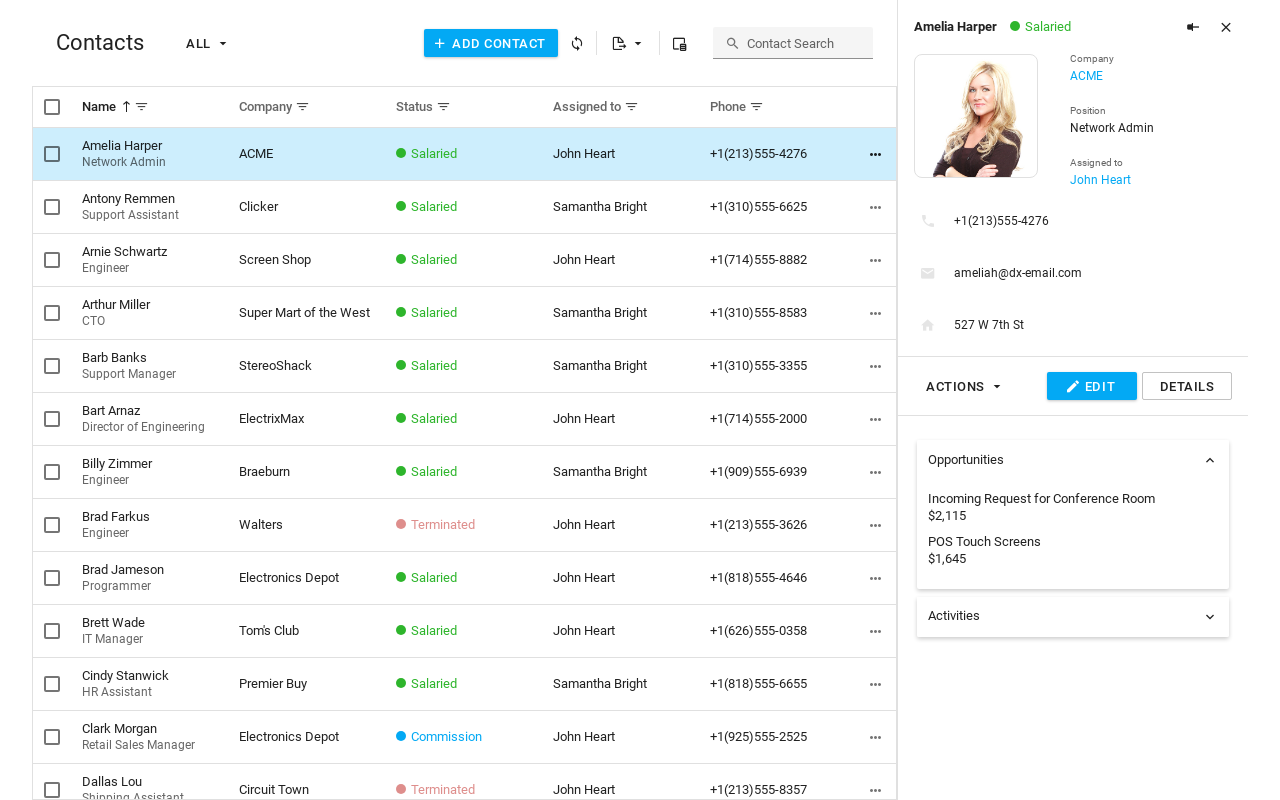 Contacts
ALL
ADD CONTACT
Contact Search
Name Company Status Assigned to Phone
Amelia Harper
Network Admin
ACME
Salaried
John Heart
+1(213)555-4276
Antony Remmen
Support Assistant
Clicker
Salaried
Samantha Bright
+1(310)555-6625
Arnie Schwartz
Engineer
Screen Shop
Salaried
John Heart
+1(714)555-8882
Arthur Miller
CTO
Super Mart of the West
Salaried
Samantha Bright
+1(310)555-8583
Barb Banks
Support Manager
StereoShack
Salaried
Samantha Bright
+1(310)555-3355
Bart Arnaz
Director of Engineering
ElectrixMax
Salaried
John Heart
+1(714)555-2000
Billy Zimmer
Engineer
Braeburn
Salaried
Samantha Bright
+1(909)555-6939
Brad Farkus
Engineer
Walters
Terminated
John Heart
+1(213)555-3626
Brad Jameson
Programmer
Electronics Depot
Salaried
John Heart
+1(818)555-4646
Brett Wade
IT Manager
Tom's Club
Salaried
John Heart
+1(626)555-0358
Cindy Stanwick
HR Assistant
Premier Buy
Salaried
Samantha Bright
+1(818)555-6655
Clark Morgan
Retail Sales Manager
Electronics Depot
Commission
John Heart
+1(925)555-2525
Dallas Lou
Shipping Assistant
Circuit Town
Terminated
John Heart
+1(213)555-8357
Amelia Harper
Salaried
Company
ACME
Position
Network Admin
Assigned to
John Heart
+1(213)555-4276
ameliah@dx-email.com
527 W 7th St
ACTIONS
EDIT
DETAILS
Opportunities
Incoming Request for Conference Room
$2,115
POS Touch Screens
$1,645
Activities